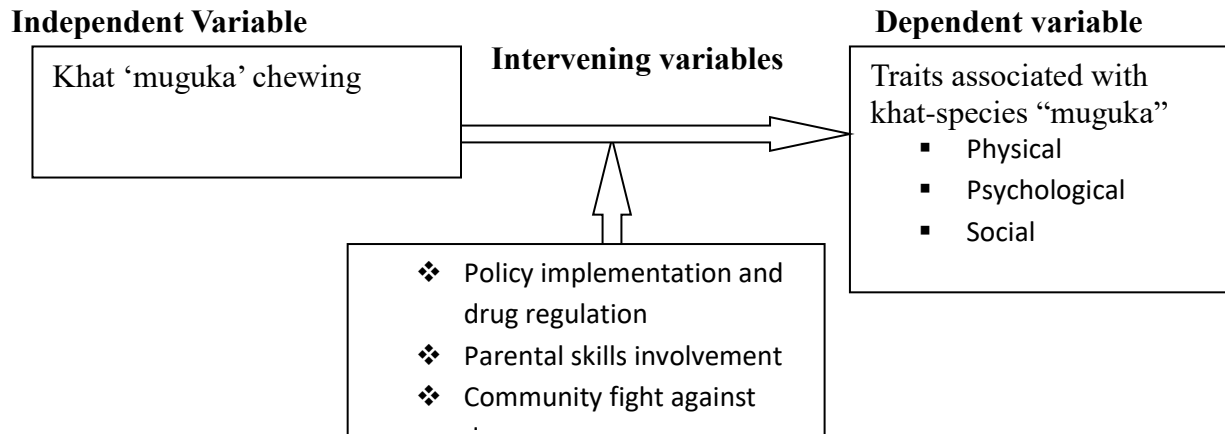 Independent Variable
Khat ‘muguka’ chewing
Intervening variables
❖ Policy implementation and
drug regulation
❖ Parental skills involvement
❖ Community fight against
Dependent variable
Traits associated with
khat-species “muguka”
▪ Physical
▪ Psychological
▪ Social